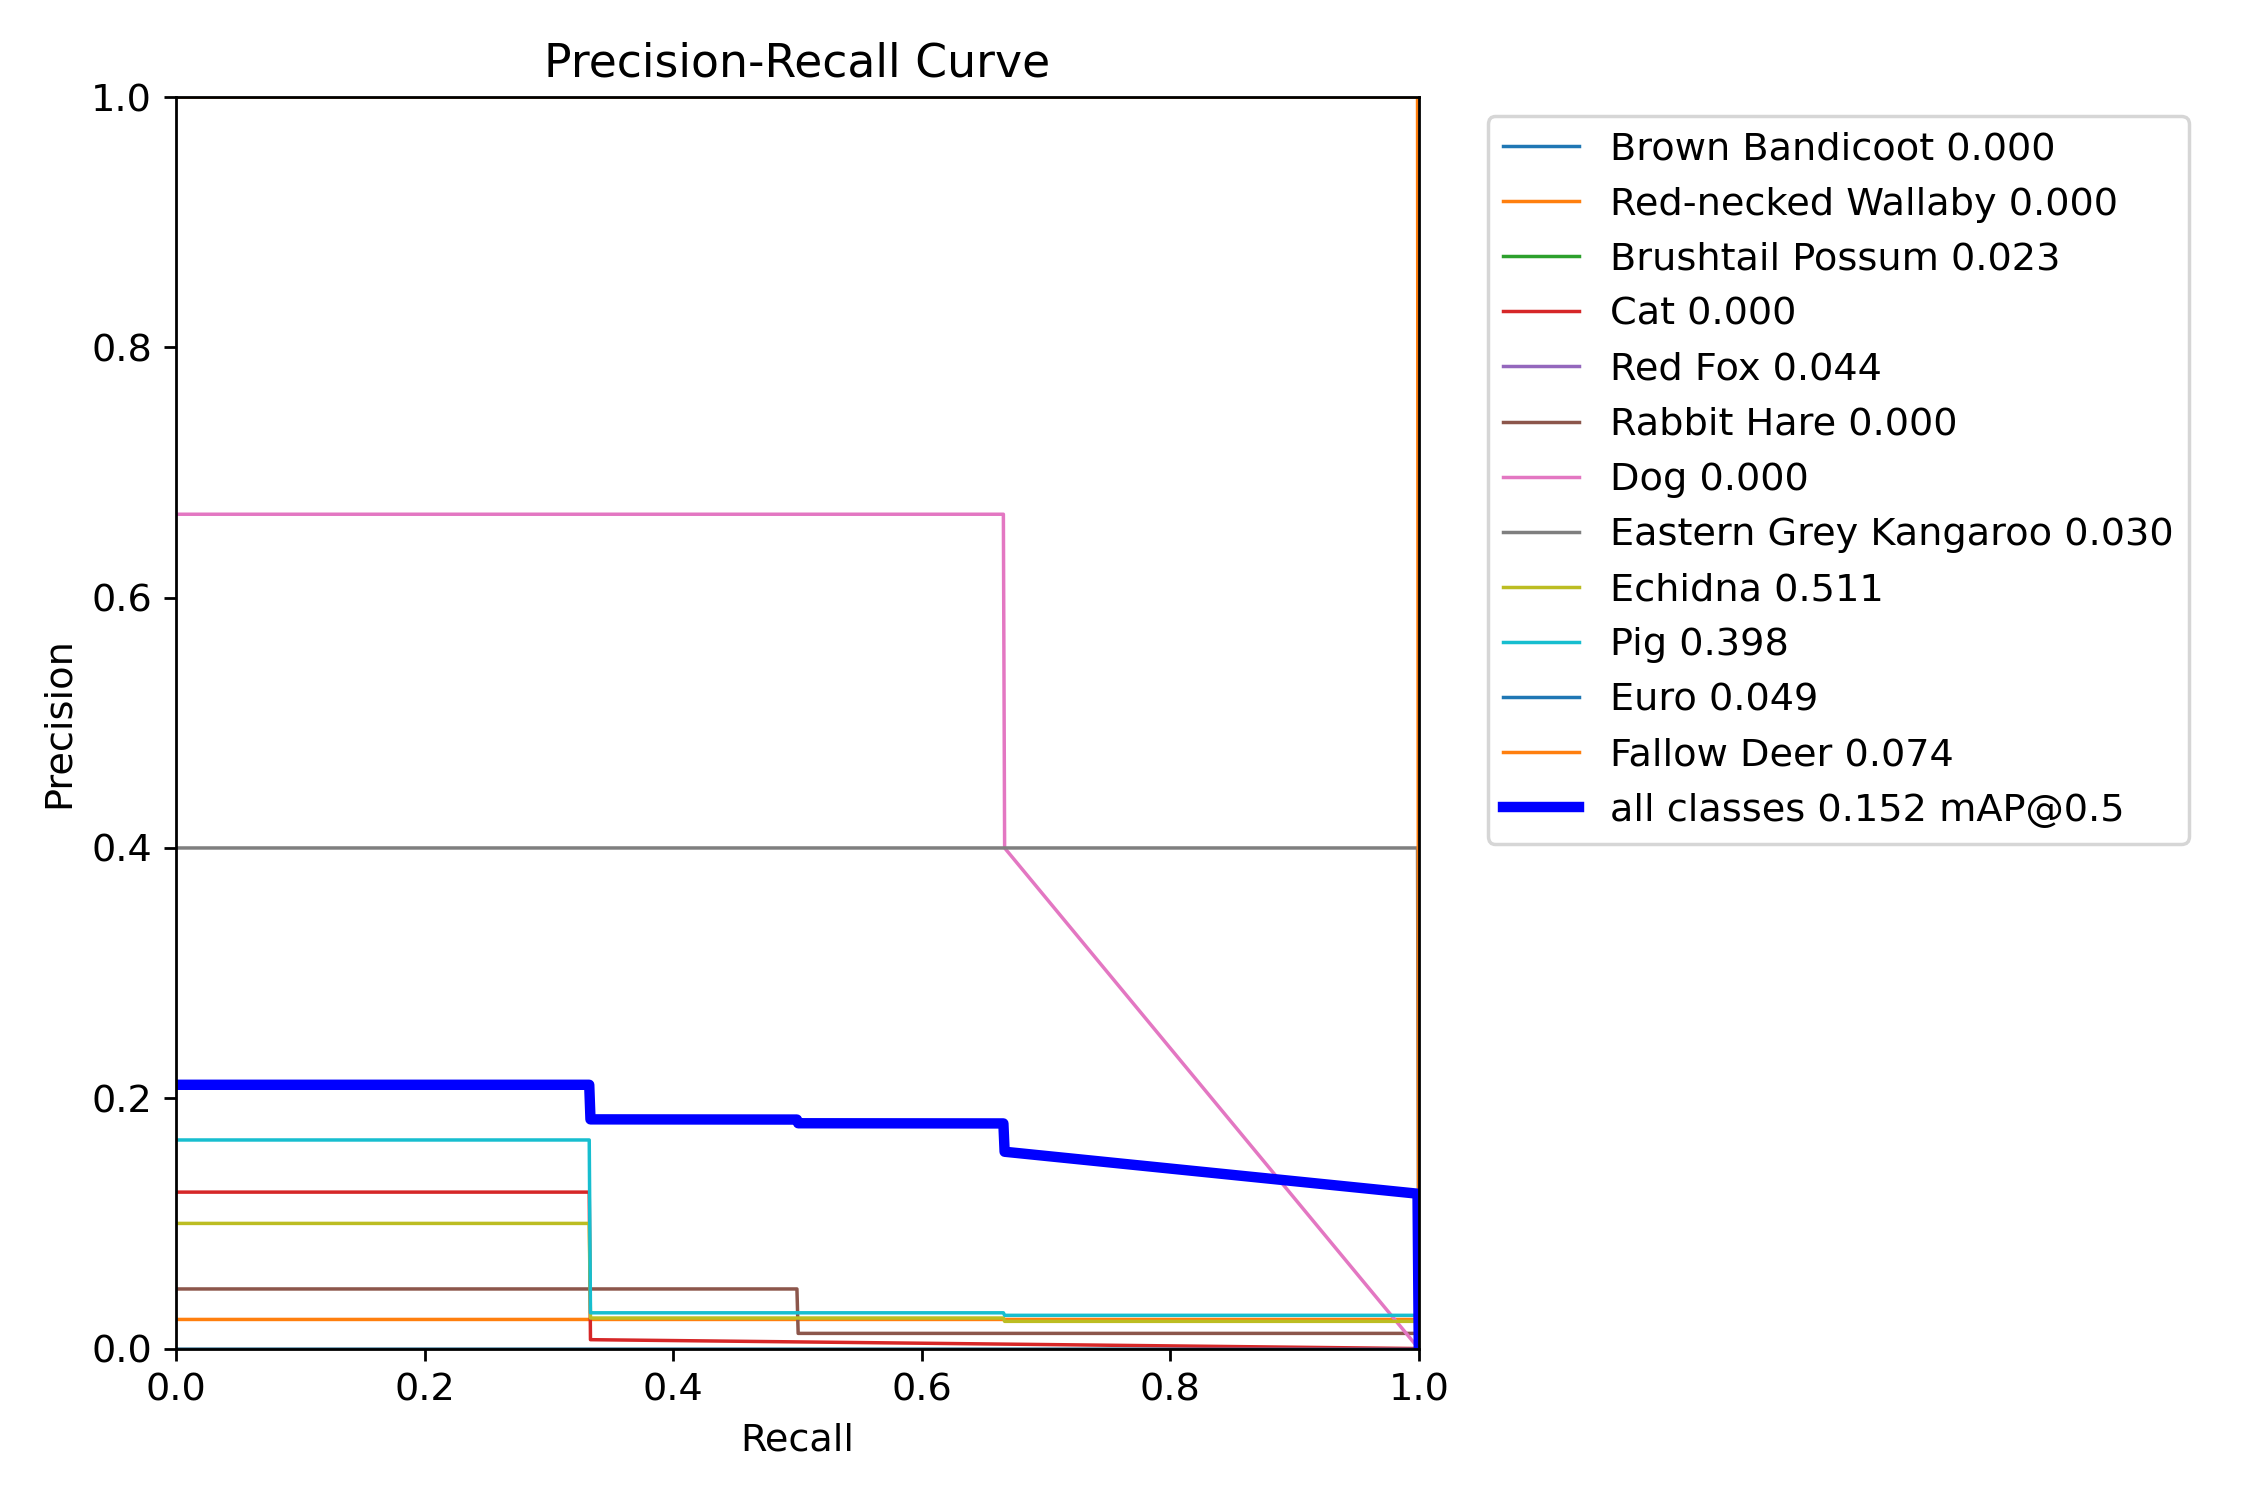 Precision-Recall Curve
1.0
0.8
0.6
0.4
0.2
0.0
Precision
0.0 0.2 0.4 0.6 0.8 1.0
Recall
Brown Bandicoot 0.000
Red-necked Wallaby 0.000
Brushtail Possum 0.023
Cat 0.000
Red Fox 0.044
Rabbit Hare 0.000
Dog 0.000
Eastern Grey Kangaroo 0.030
Echidna 0.511
Pig 0.398
Euro 0.049
Fallow Deer 0.074
all classes 0.152 mAP@0.5